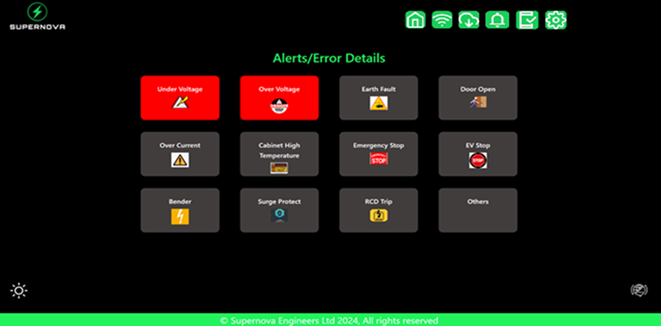 SUPERNOVA
Alerts/Error Details
Under Voltage
Over Voltage
Earth Fault
Door Open
Over Current
Cabinet High
Temperature
Emergency Stop
STOP
EV Stop
STOP
Bender
Surge Protect
RCD Trip
Others
© Supernova Engineers Ltd 2024, All rights reserved